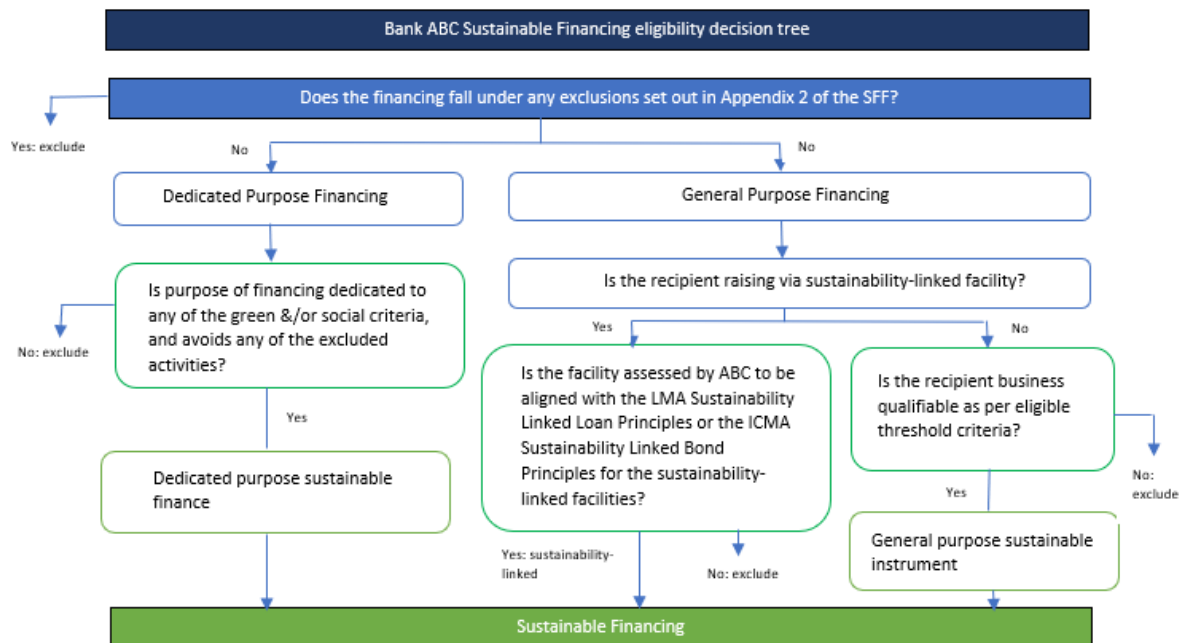 Bank ABC Sustainable Financing eligibility decision tree
Does the financing fall under any exclusions set out in Appendix 2 of the SFF?
Yes: exclude
No
No
Dedicated Purpose Financing
General Purpose Financing
Is purpose of financing dedicated to
any of the green &/or social criteria,
and avoids any of the excluded
activities?
No: exclude
Is the recipient raising via sustainability-linked facility?
Yes
No
Is the facility assessed by ABC to be
aligned with the LMA Sustainability
Linked Loan Principles or the ICMA
Sustainability Linked Bond
Principles for the sustainability-
linked facilities?
Is the recipient business
qualifiable as per eligible
threshold criteria?
Yes
No:
exclude
Dedicated purpose sustainable
finance
Yes
Yes: sustainability-
linked
No: exclude
General purpose sustainable
instrument
Sustainable Financing